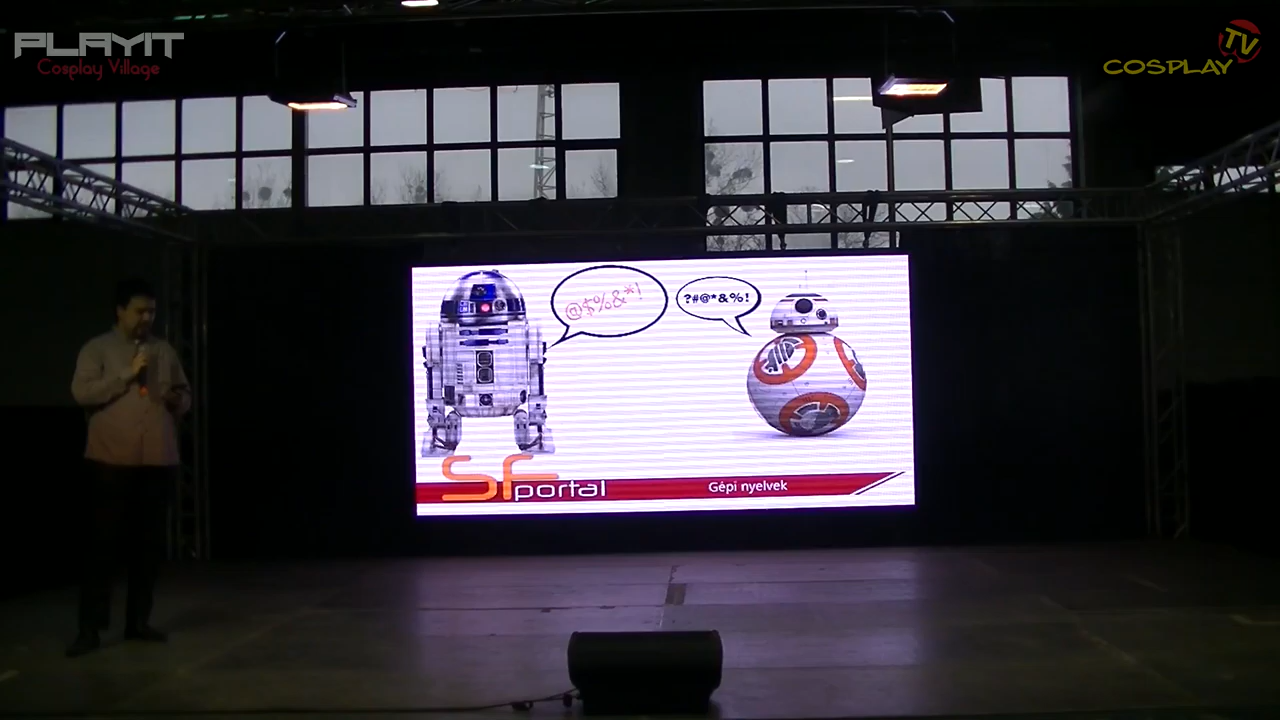 PLAYIT
Cosplay Village
TV
COSPLAY
@$%&*!
?#@*&%!
SF portal
Gépi nyelvek